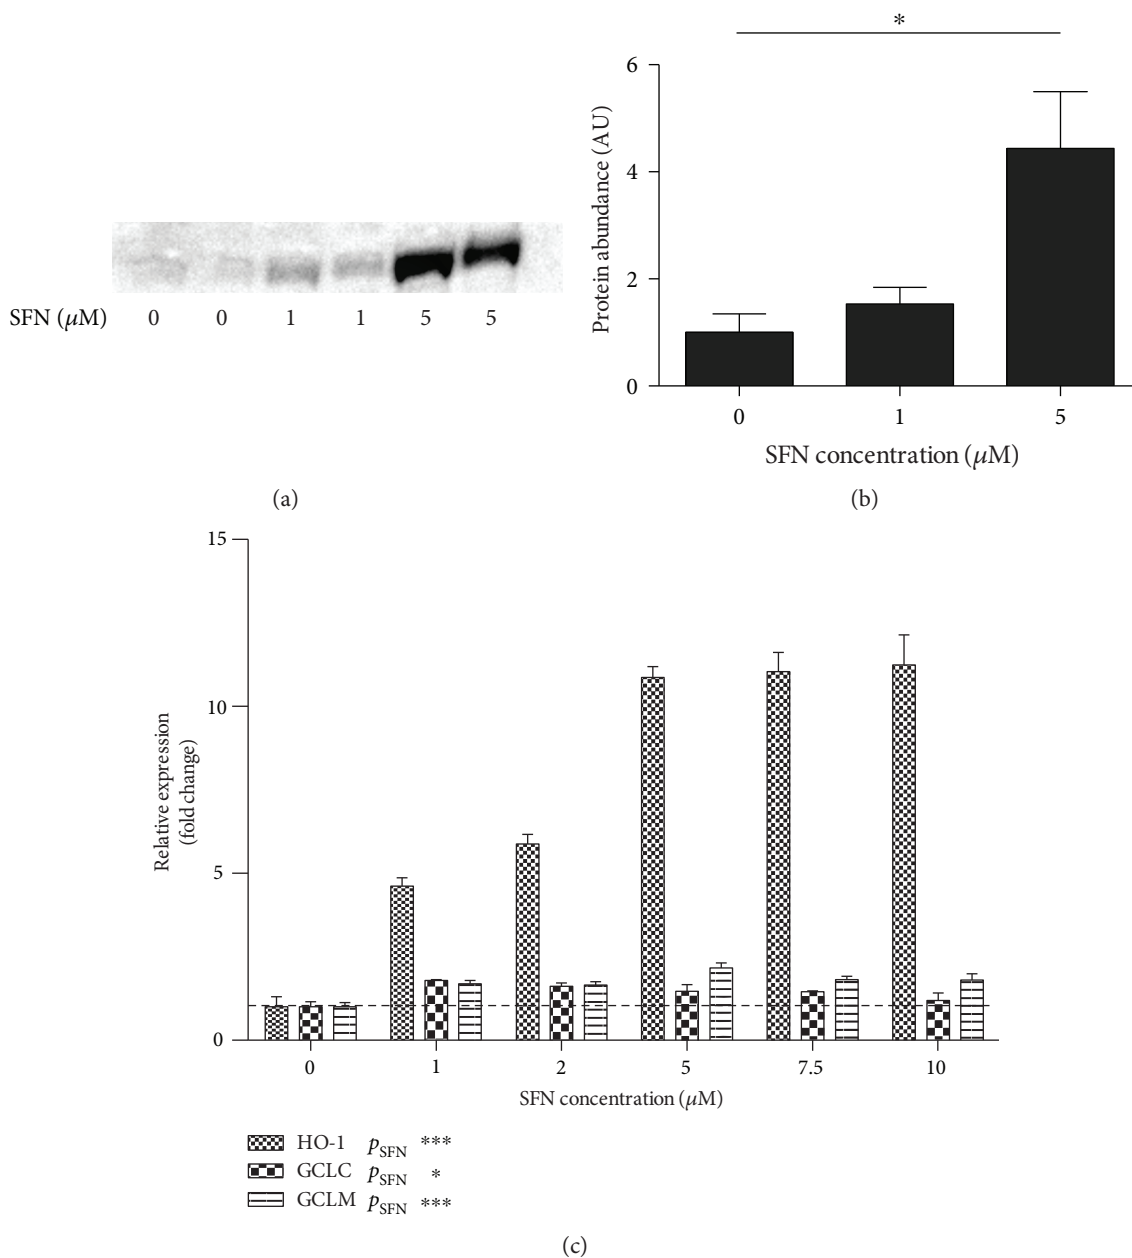 SFN (μM) 0 0 1 1 5 5
(a)
*
Protein abundance (AU)
6
4
2
0
0 1 5
SFN concentration (μM)
(b)
Relative expression
(fold change)
15
10
5
0
0 1 2 5 7.5 10
SFN concentration (μM)
HO-1 pSFN ***
GCLC pSFN *
GCLM pSFN ***
(c)